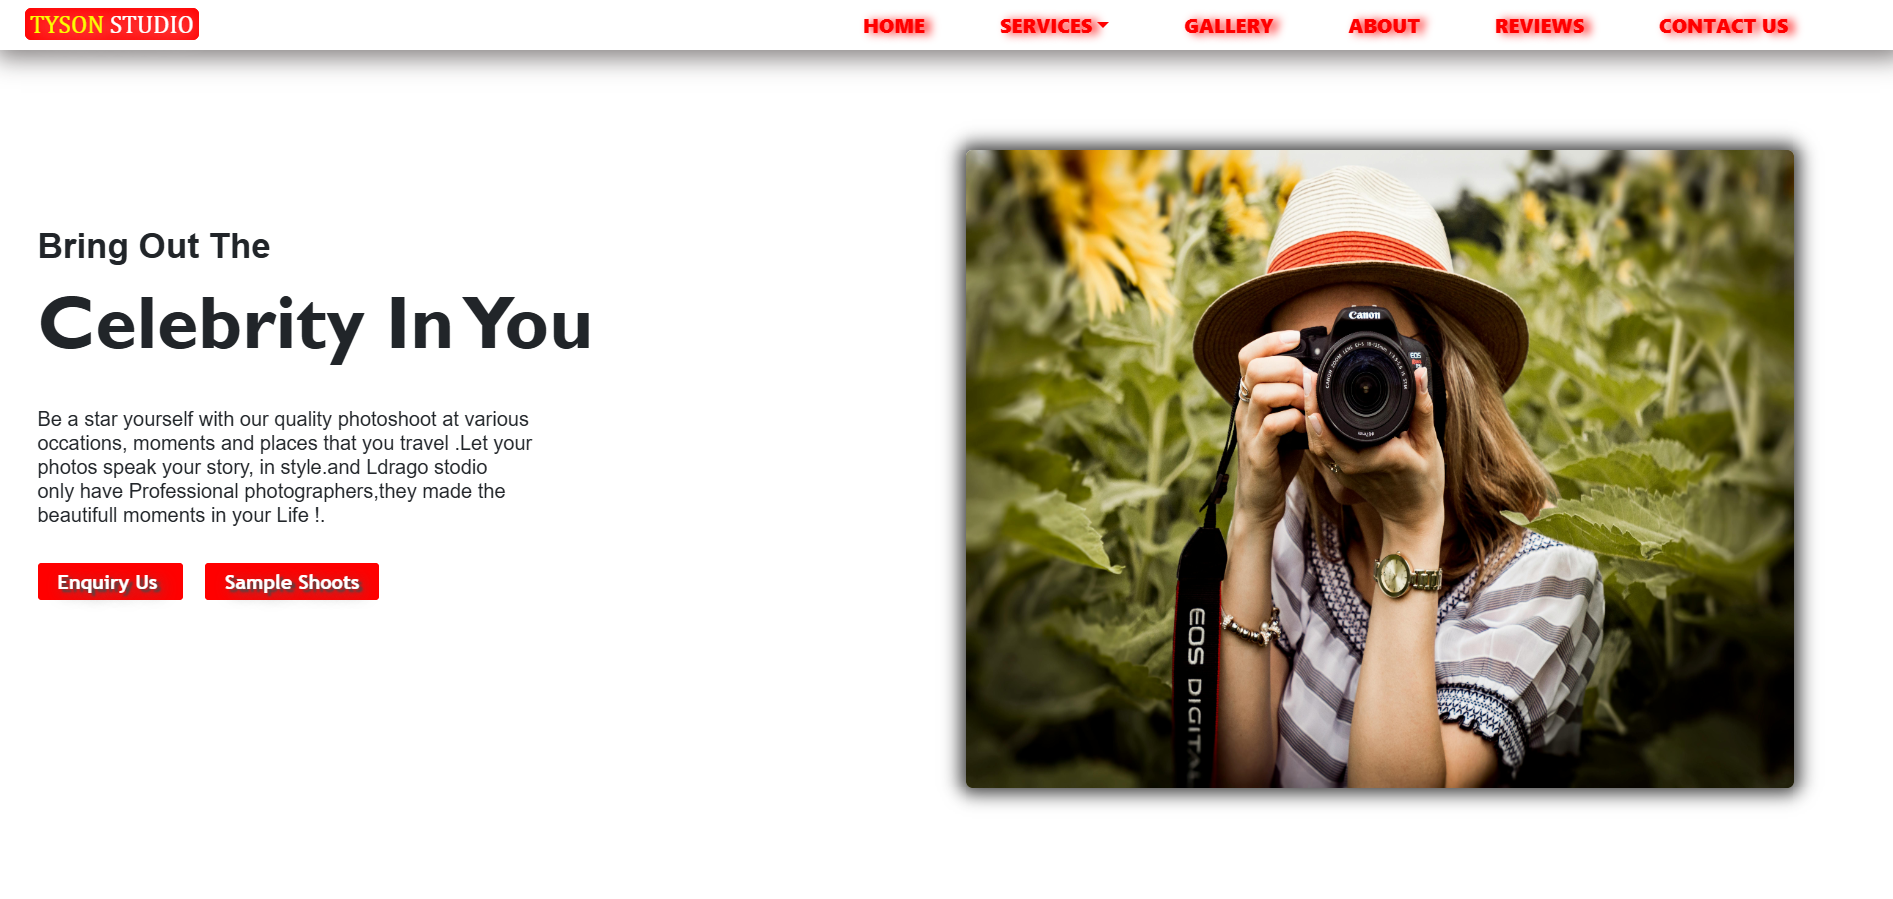 TYSON STUDIO
HOME SERVICES GALLERY ABOUT REVIEWS CONTACT US
Bring Out The
Celebrity In You
Be a star yourself with our quality photoshoot at various
occations, moments and places that you travel .Let your
photos speak your story, in style.and Ldrago stodio
only have Professional photographers,they made the
beautifull moments in your Life !.
Enquiry Us Sample Shoots
Canon
EOS
EOS DIGITAL